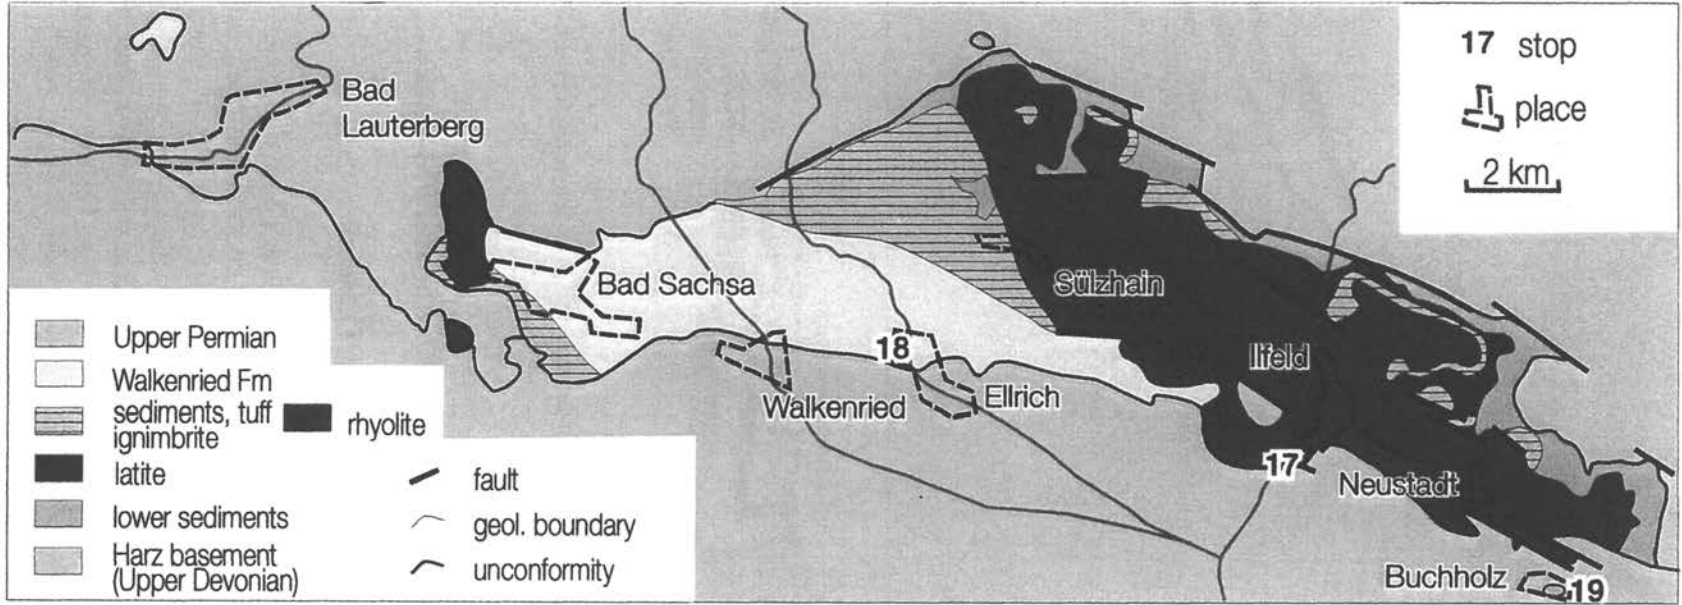 17 stop
place
2 km
Bad
Lauterberg
Bad Sachsa
Sülzhain
Ilfeld
18
Ellrich
Walkenried
17
Neustadt
Buchholz
19
Upper Permian
Walkenried Fm
sediments, tuff
ignimbrite
rhyolite
latite
lower sediments
Harz basement
(Upper Devonian)
fault
geol. boundary
unconformity